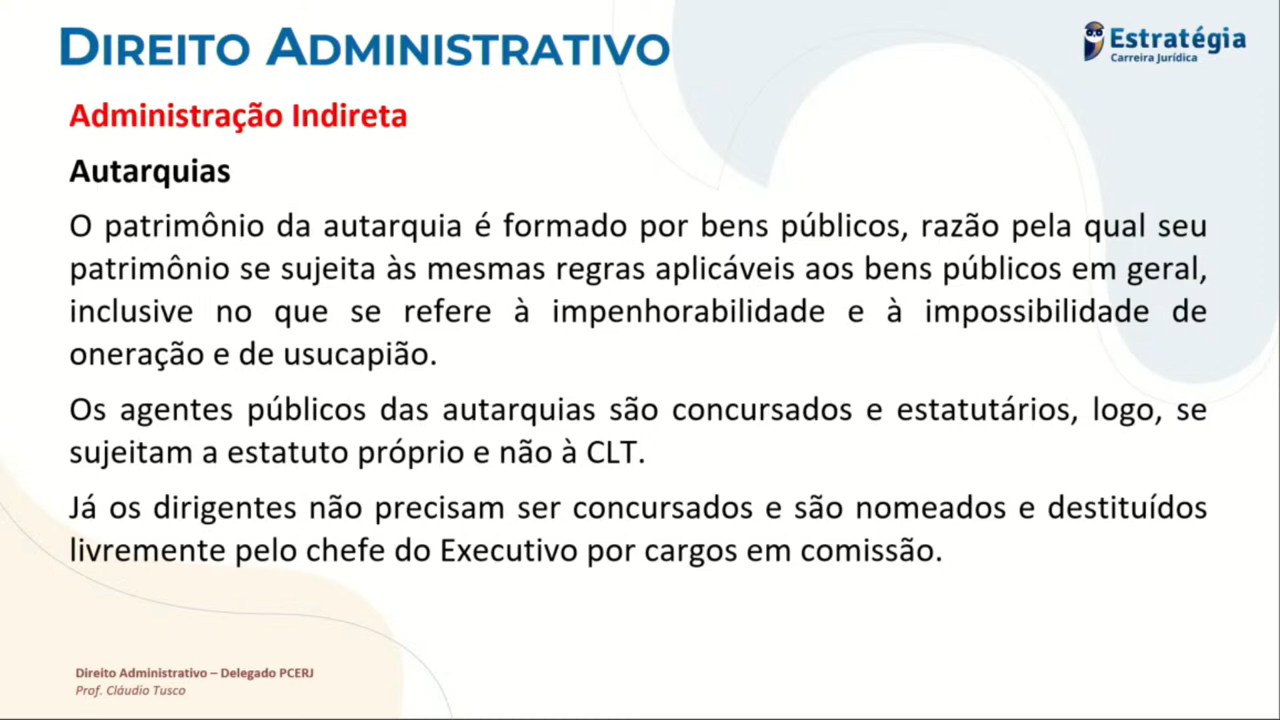 DIREITO ADMINISTRATIVO
Estratégia
Carreira Jurídica
Administração Indireta
Autarquias
O patrimônio da autarquia é formado por bens públicos, razão pela qual seu
patrimônio se sujeita às mesmas regras aplicáveis aos bens públicos em geral,
inclusive no que se refere à impenhorabilidade e à impossibilidade de
oneração e de usucapião.
Os agentes públicos das autarquias são concursados e estatutários, logo, se
sujeitam a estatuto próprio e não à CLT.
Já os dirigentes não precisam ser concursados e são nomeados e destituídos
livremente pelo chefe do Executivo por cargos em comissão.
Direito Administrativo – Delegado PCERJ
Prof. Cláudio Tusco